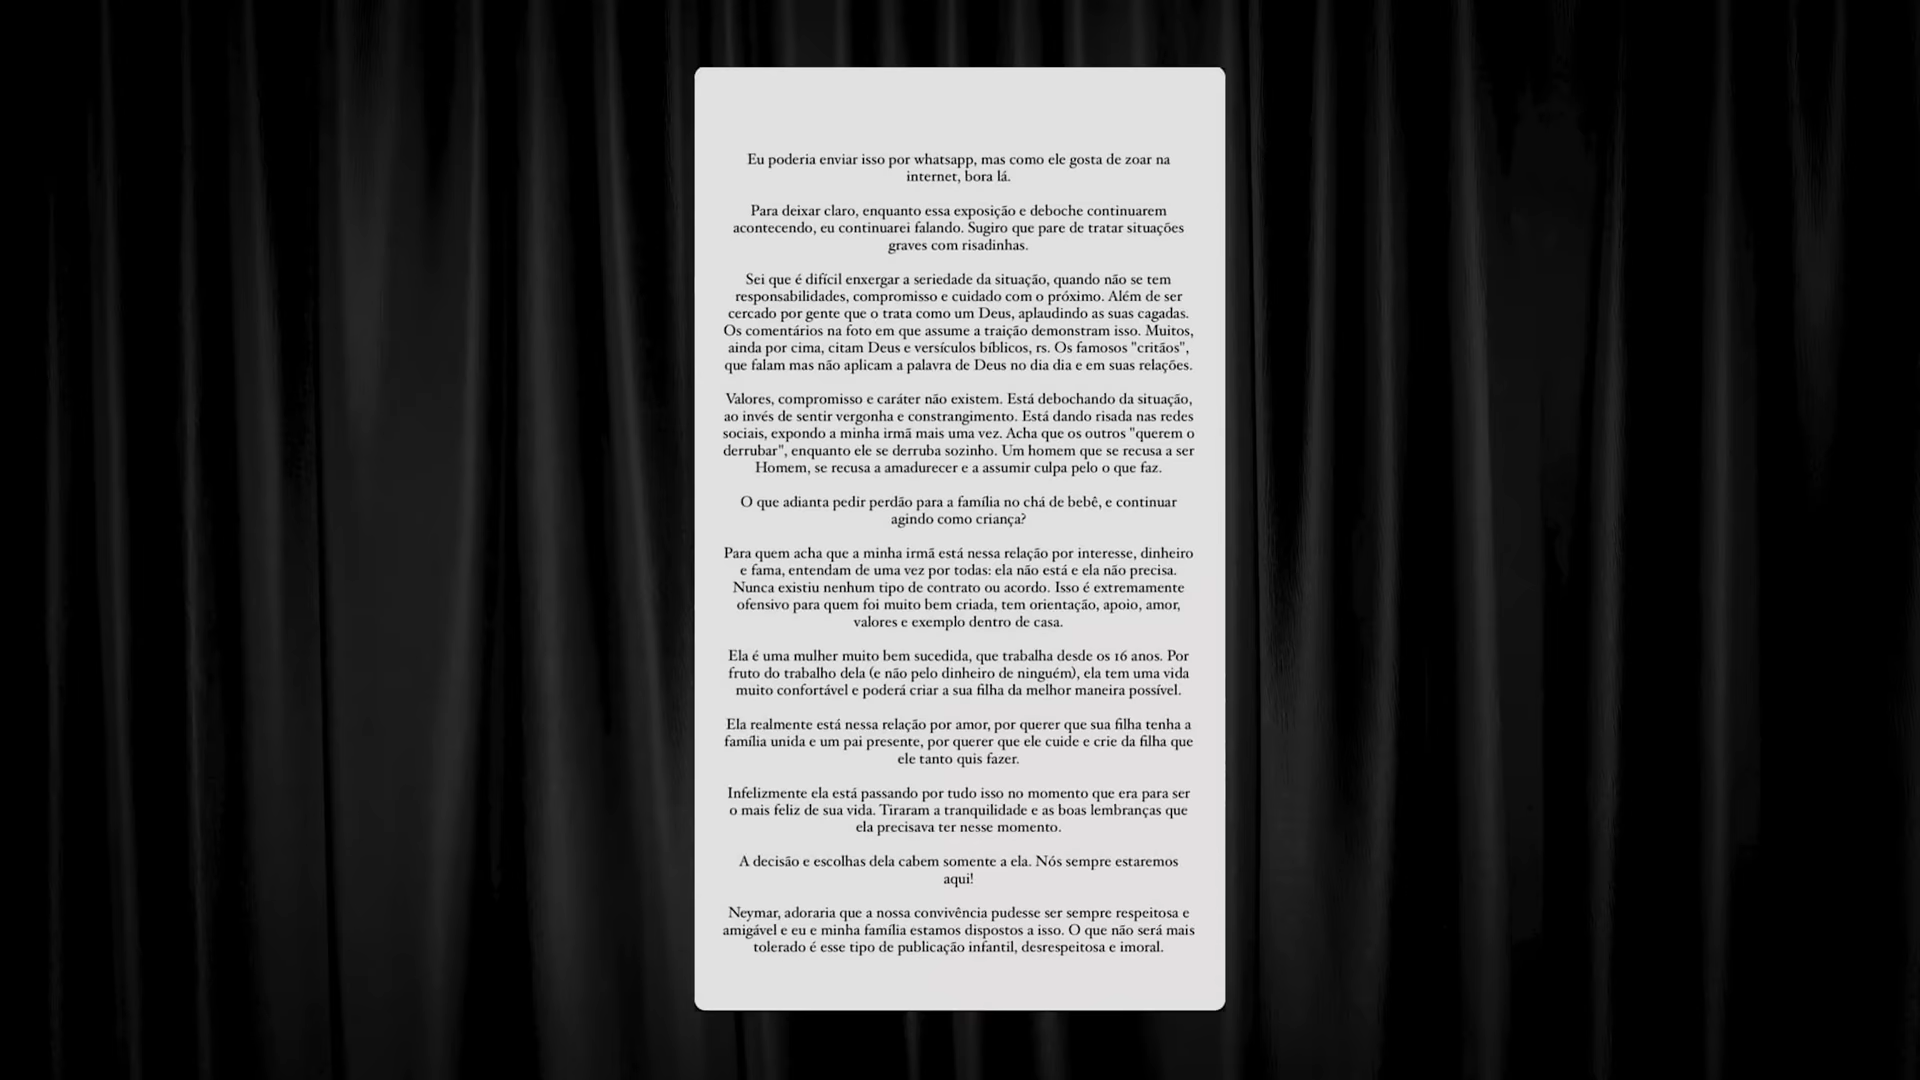 Eu poderia enviar isso por whatsapp, mas como ele gosta de zoar na
internet, bora lá.
Para deixar claro, enquanto essa exposição e deboche continuarem
acontecendo, eu continuarei falando. Sugiro que pare de tratar situações
graves com risadinhas.
Sei que é difícil enxergar a seriedade da situação, quando não se tem
responsabilidades, compromisso e cuidado com o próximo. Além de ser
cercado por gente que o trata como um Deus, aplaudindo as suas cagadas.
Os comentários na foto em que assume a traição demonstram isso. Muitos,
ainda por cima, citam Deus e versículos bíblicos, rs. Os famosos "critãos",
que falam mas não aplicam a palavra de Deus no dia dia e em suas relações.
Valores, compromisso e caráter não existem. Está debochando da situação,
ao invés de sentir vergonha e constrangimento. Está dando risada nas redes
sociais, expondo a minha irmã mais uma vez. Acha que os outros "querem o
derrubar", enquanto ele se derruba sozinho. Um homem que se recusa a ser
Homem, se recusa a amadurecer e a assumir culpa pelo o que faz.
O que adianta pedir perdão para a família no chá de bebê, e continuar
agindo como criança?
Para quem acha que a minha irmã está nessa relação por interesse, dinheiro
e fama, entendam de uma vez por todas: ela não está e ela não precisa.
Nunca existiu nenhum tipo de contrato ou acordo. Isso é extremamente
ofensivo para quem foi muito bem criada, tem orientação, apoio, amor,
valores e exemplo dentro de casa.
Ela é uma mulher muito bem sucedida, que trabalha desde os 16 anos. Por
fruto do trabalho dela (e não pelo dinheiro de ninguém), ela tem uma vida
muito confortável e poderá criar a sua filha da melhor maneira possível.
Ela realmente está nessa relação por amor, por querer que sua filha tenha a
família unida e um pai presente, por querer que ele cuide e crie da filha que
ele tanto quis fazer.
Infelizmente ela está passando por tudo isso no momento que era para ser
o mais feliz de sua vida. Tiraram a tranquilidade e as boas lembranças que
ela precisava ter nesse momento.
A decisão e escolhas dela cabem somente a ela. Nós sempre estaremos
aqui!
Neymar, adoraria que a nossa convivência pudesse ser sempre respeitosa e
amigável e eu e minha família estamos dispostos a isso. O que não será mais
tolerado é esse tipo de publicação infantil, desrespeitosa e imoral.